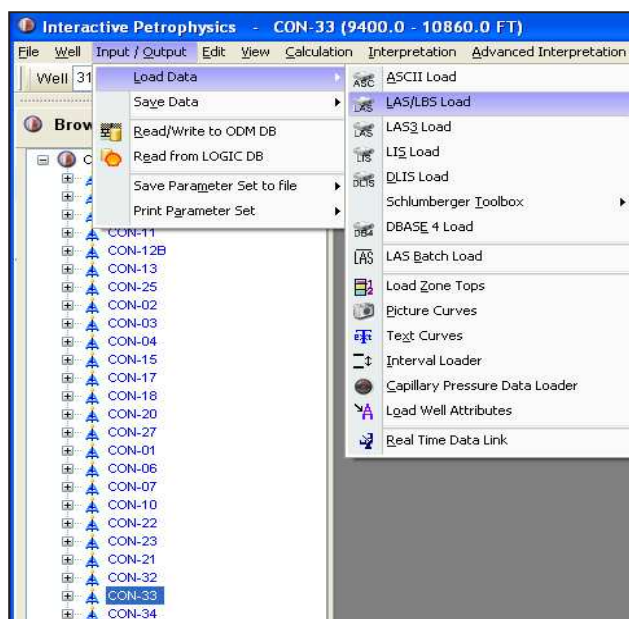 Interactive Petrophysics - CON-33 (9400.0 - 10860.0 FT)
File Well Input / Output Edit View Calculation Interpretation Advanced Interpretation
Well 31
Brow
Load Data
Save Data
Read/Write to ODM DB
Read from LOGIC DB
Save Parameter Set to file
Print Parameter Set
ASCII Load
LAS/LBS Load
LAS3 Load
LIS Load
DLIS Load
Schlumberger Toolbox
DBASE 4 Load
LAS Batch Load
Load Zone Tops
Picture Curves
Text Curves
Interval Loader
Capillary Pressure Data Loader
Load Well Attributes
Real Time Data Link
CON-11
CON-12B
CON-13
CON-25
CON-02
CON-03
CON-04
CON-15
CON-17
CON-18
CON-20
CON-27
CON-01
CON-06
CON-07
CON-10
CON-22
CON-23
CON-21
CON-32
CON-33
CON-34